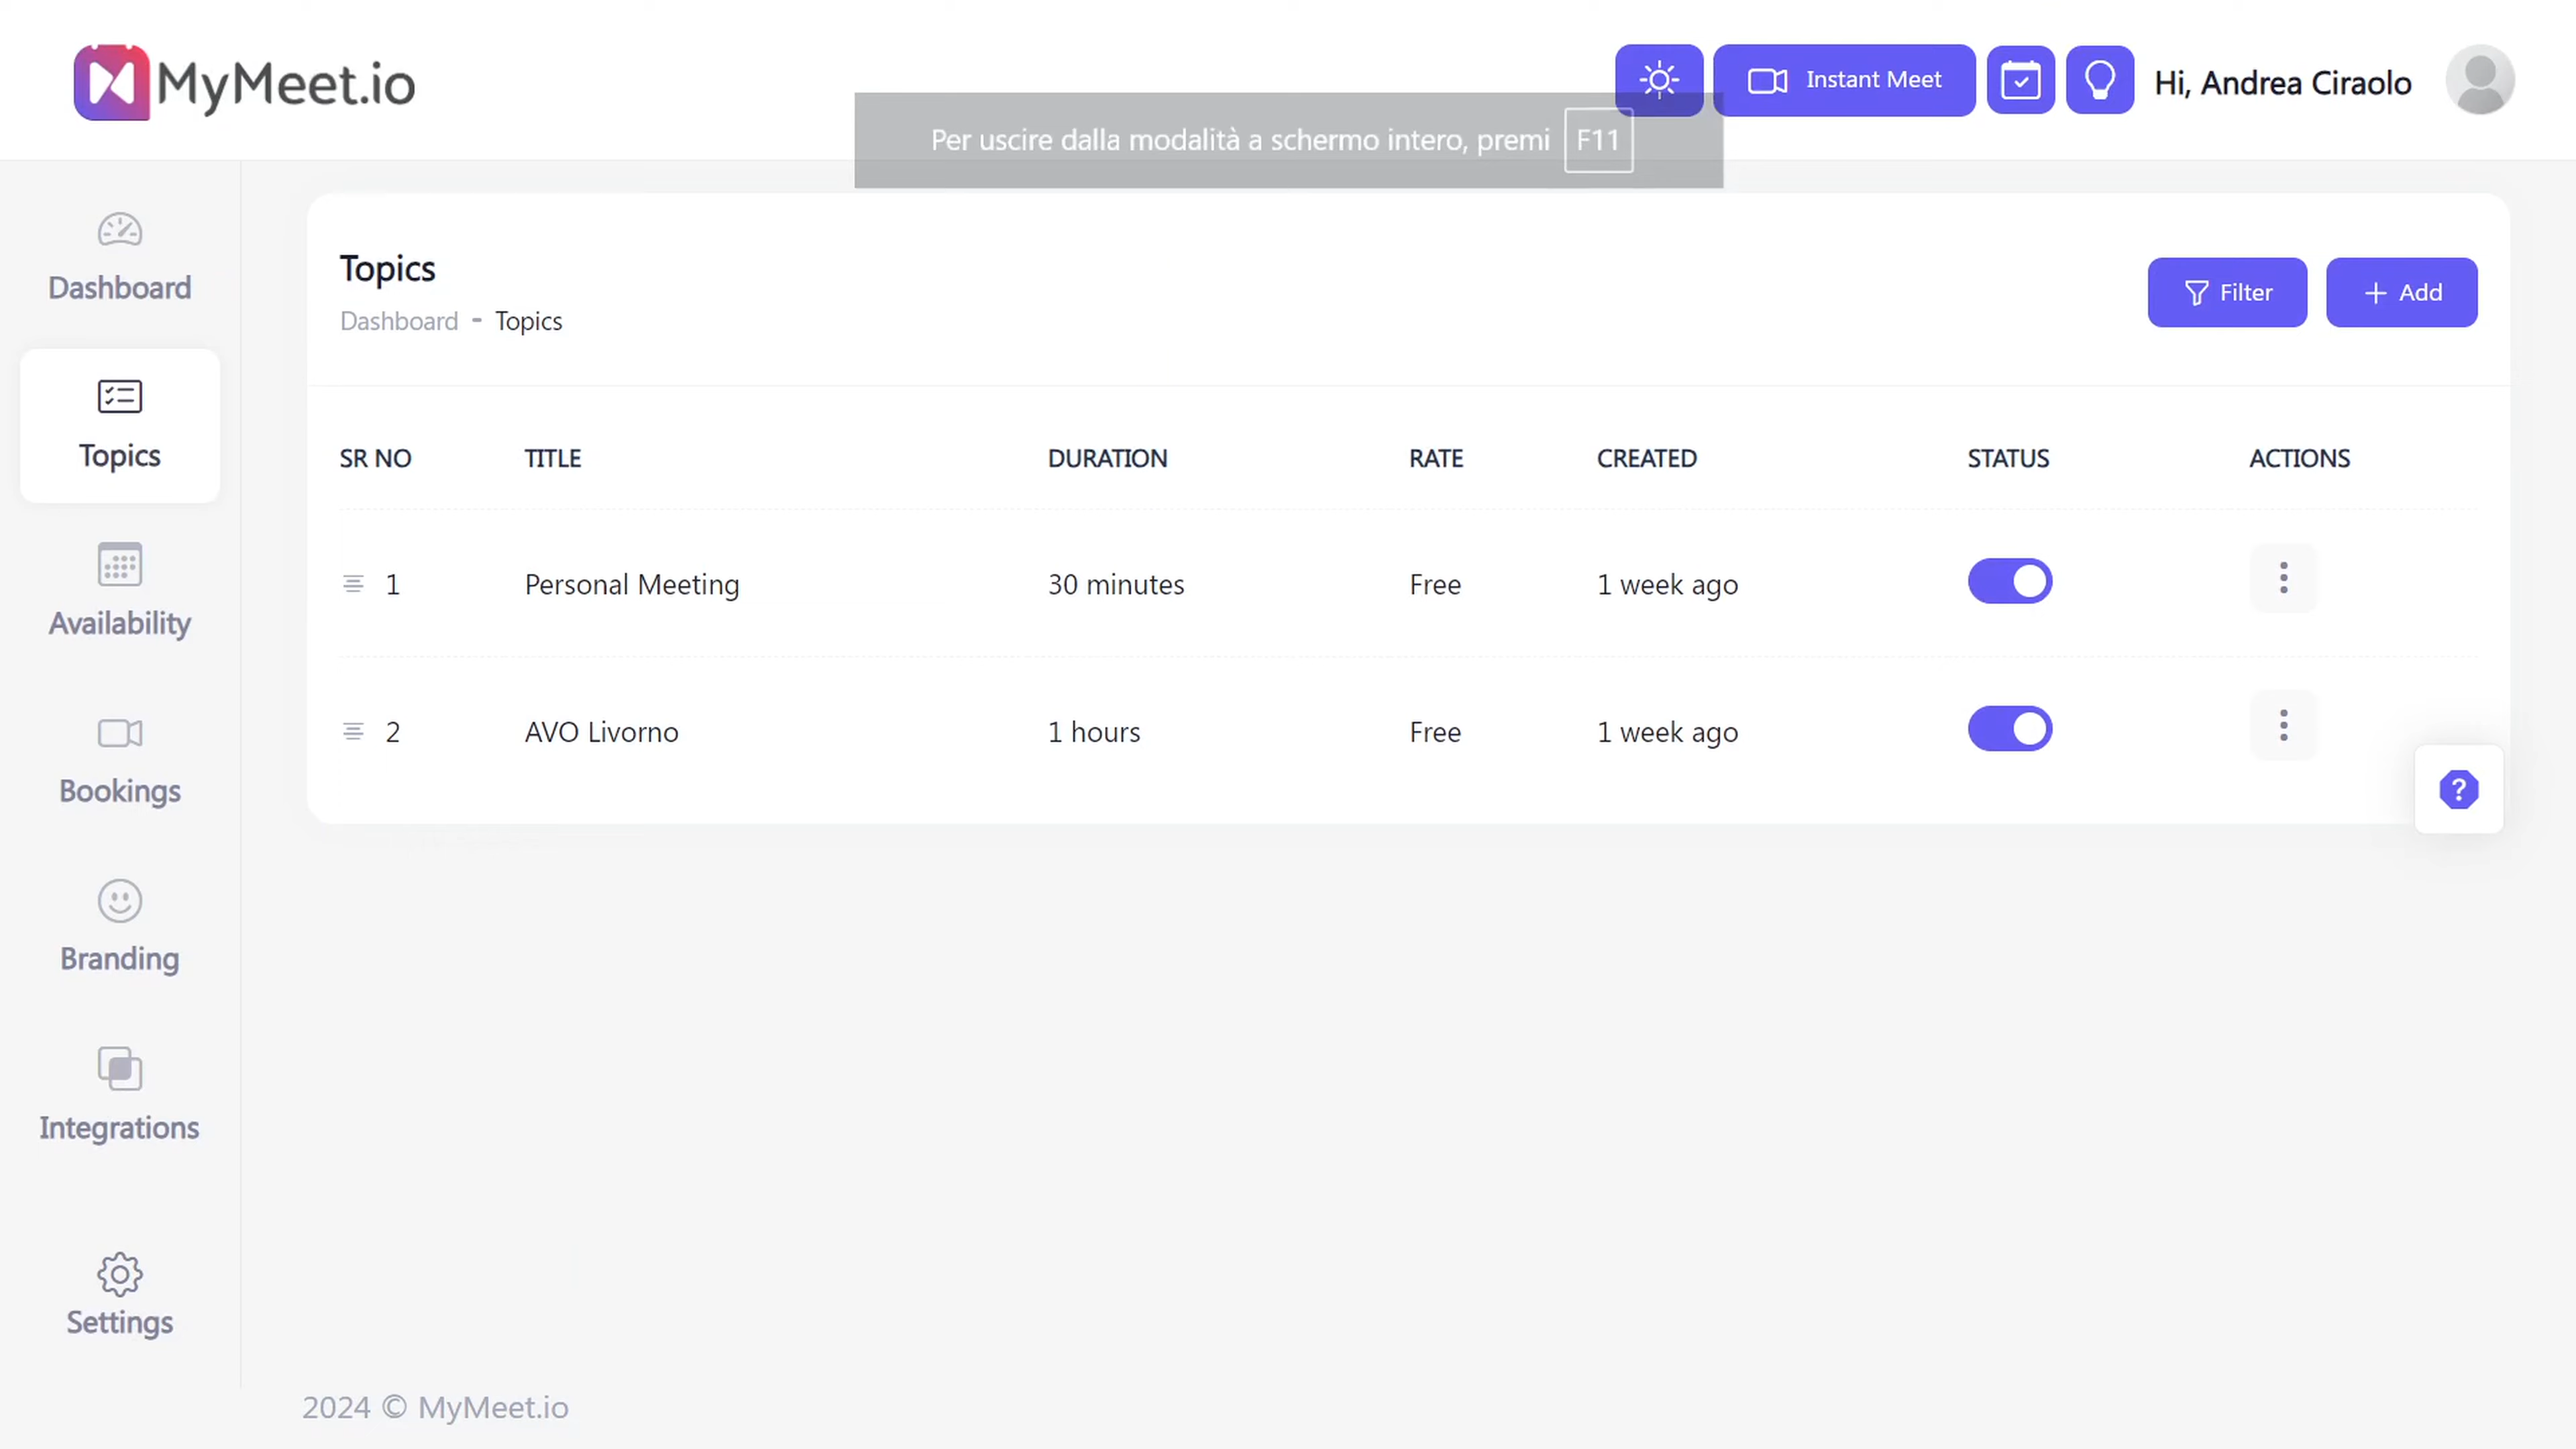 MyMeet.io
Instant Meet
Hi, Andrea Ciraolo
Per uscire dalla modalità a schermo intero, premi F11
Dashboard
Topics
Availability
Bookings
Branding
Integrations
Settings
Topics
Dashboard - Topics
Filter
+ Add
SR NO TITLE DURATION RATE CREATED STATUS ACTIONS
1 Personal Meeting 30 minutes Free 1 week ago
2 AVO Livorno 1 hours Free 1 week ago
?
2024 © MyMeet.io